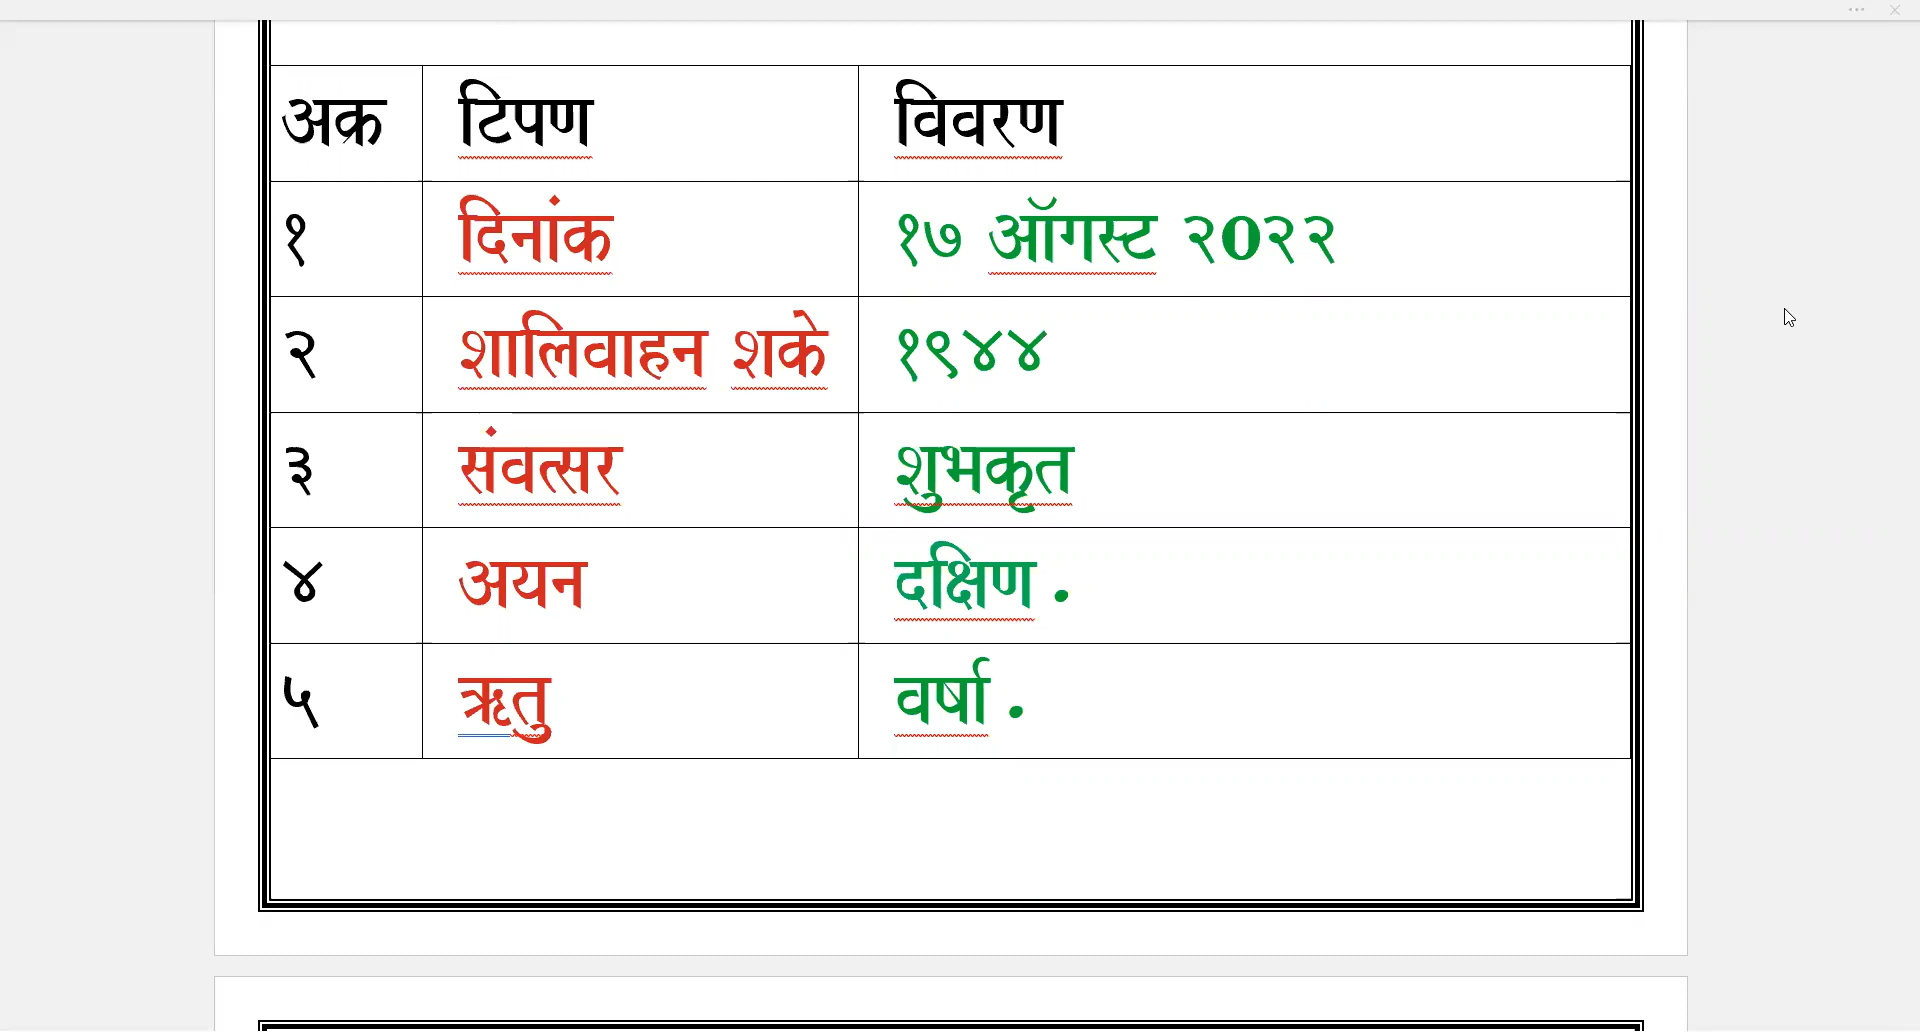 अक्र टिपण विवरण
१ दिनांक १७ ऑगस्ट २0२२
२ शालिवाहन शके १९४४
३ संवत्सर शुभकृत
४ अयन दक्षिण .
५ ऋतु वर्षा .